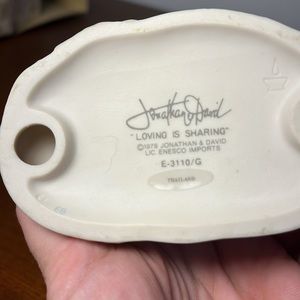 Jonathan & David
"LOVING IS SHARING"
©1978 JONATHAN & DAVID
LIC. ENESCO IMPORTS
E-3110/G
THAILAND